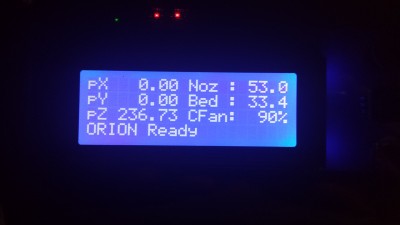 pX 0.00 Noz : 53.0
pY 0.00 Bed : 33.4
pZ 236.73 CFan: 90%
ORION Ready